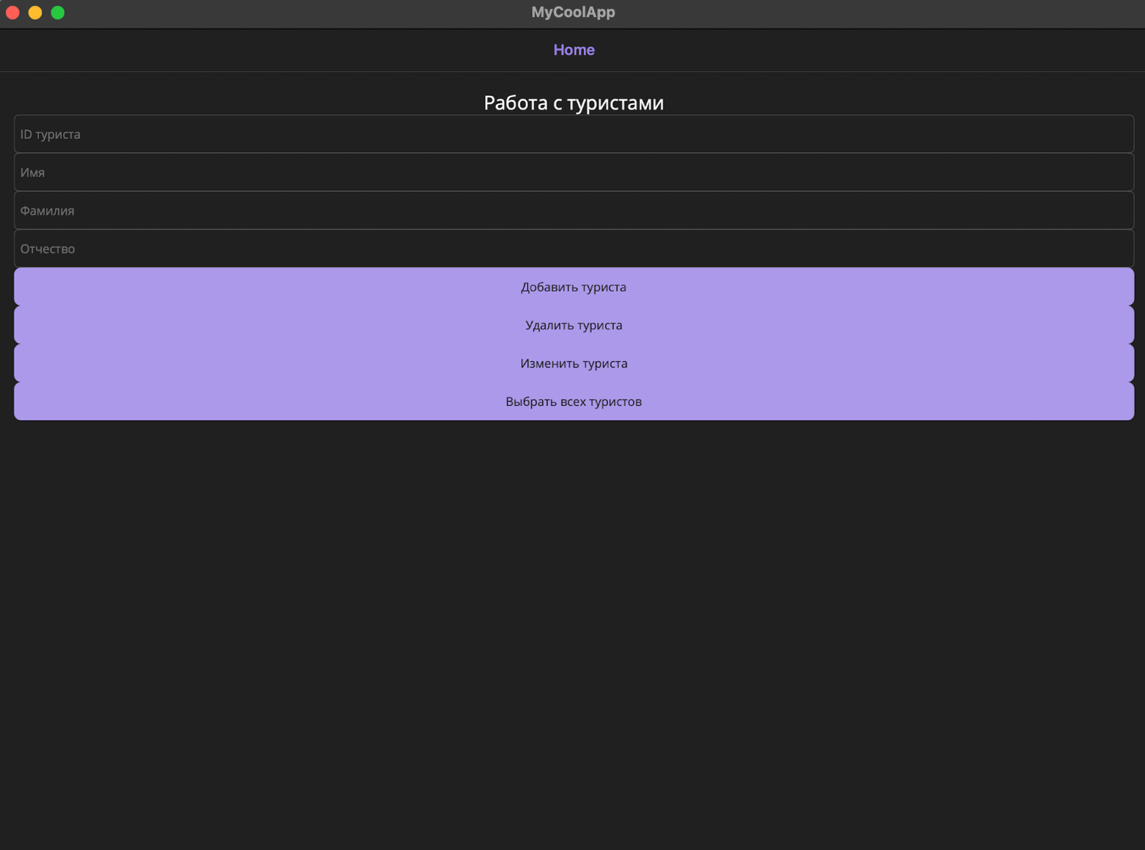 MyCoolApp
Home
Работа с туристами
ID туриста
Имя
Фамилия
Отчество
Добавить туриста
Удалить туриста
Изменить туриста
Выбрать всех туристов